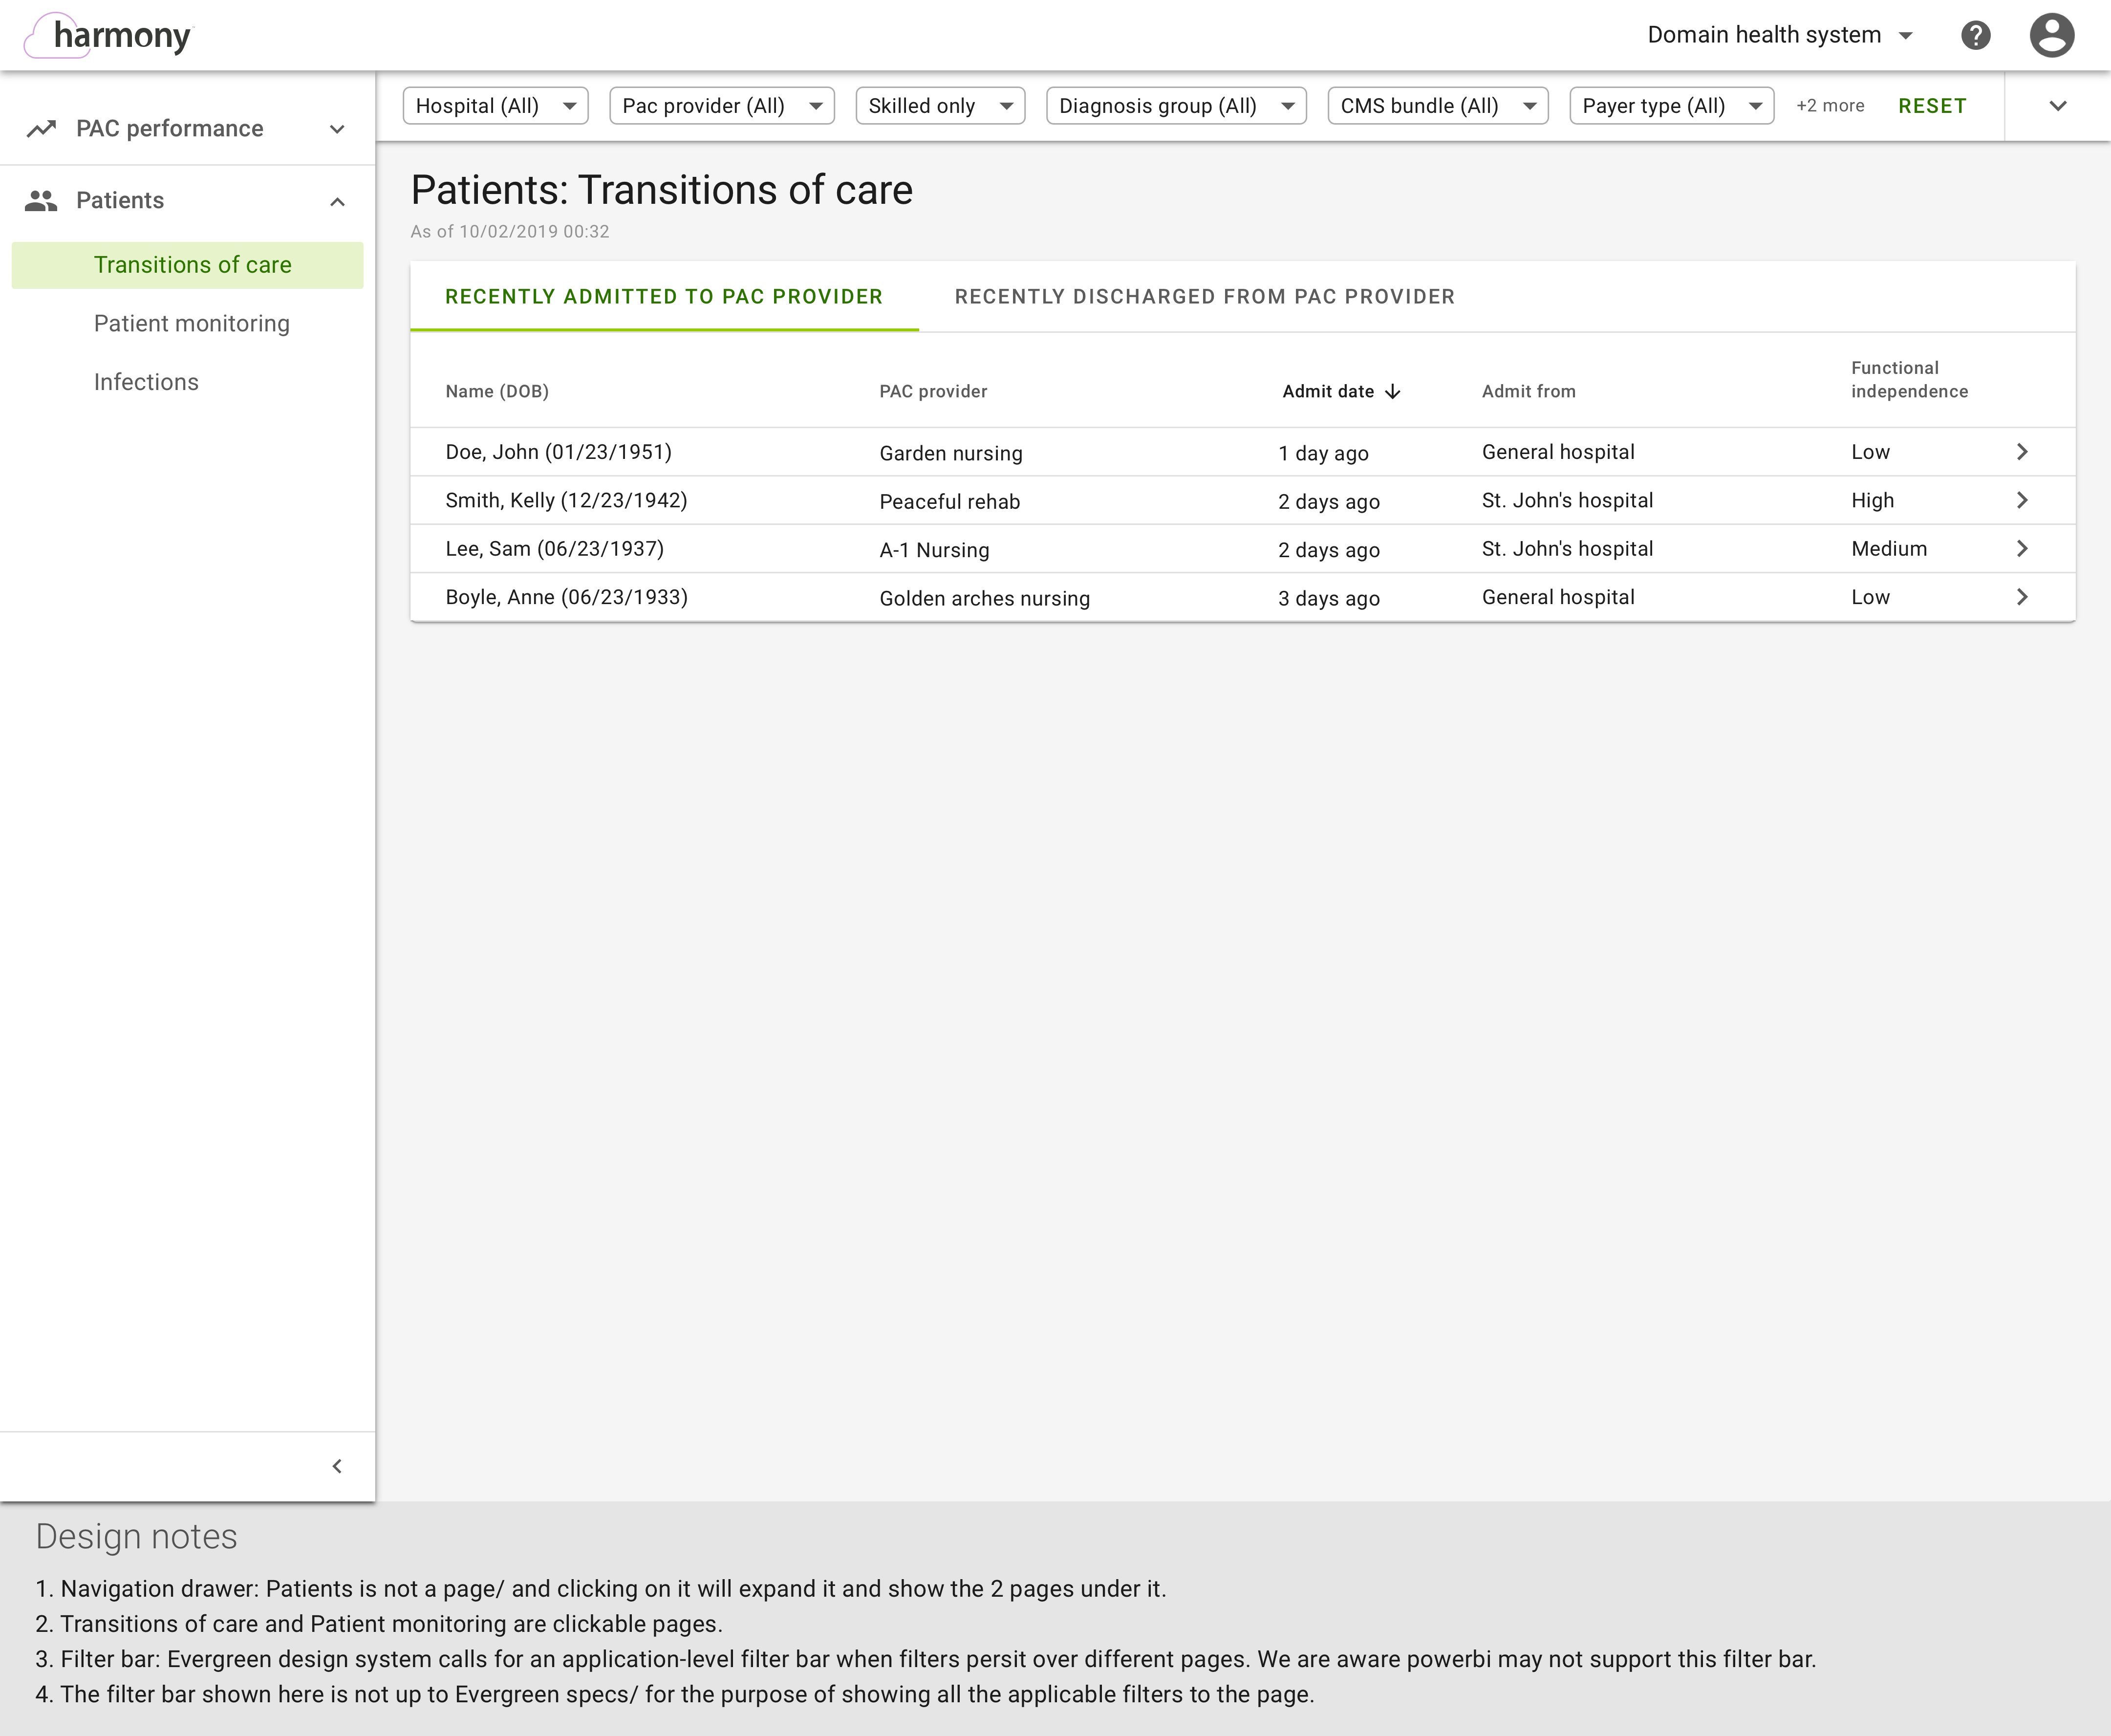 harmony
Domain health system
PAC performance
Patients
Transitions of care
Patient monitoring
Infections
Hospital (All)
Pac provider (All)
Skilled only
Diagnosis group (All)
CMS bundle (All)
Payer type (All)
+2 more
RESET
Patients: Transitions of care
As of 10/02/2019 00:32
RECENTLY ADMITTED TO PAC PROVIDER RECENTLY DISCHARGED FROM PAC PROVIDER
Name (DOB) PAC provider Admit date Admit from Functional independence
Doe, John (01/23/1951) Garden nursing 1 day ago General hospital Low
Smith, Kelly (12/23/1942) Peaceful rehab 2 days ago St. John's hospital High
Lee, Sam (06/23/1937) A-1 Nursing 2 days ago St. John's hospital Medium
Boyle, Anne (06/23/1933) Golden arches nursing 3 days ago General hospital Low
Design notes
1. Navigation drawer: Patients is not a page/ and clicking on it will expand it and show the 2 pages under it.
2. Transitions of care and Patient monitoring are clickable pages.
3. Filter bar: Evergreen design system calls for an application-level filter bar when filters persit over different pages. We are aware powerbi may not support this filter bar.
4. The filter bar shown here is not up to Evergreen specs/ for the purpose of showing all the applicable filters to the page.